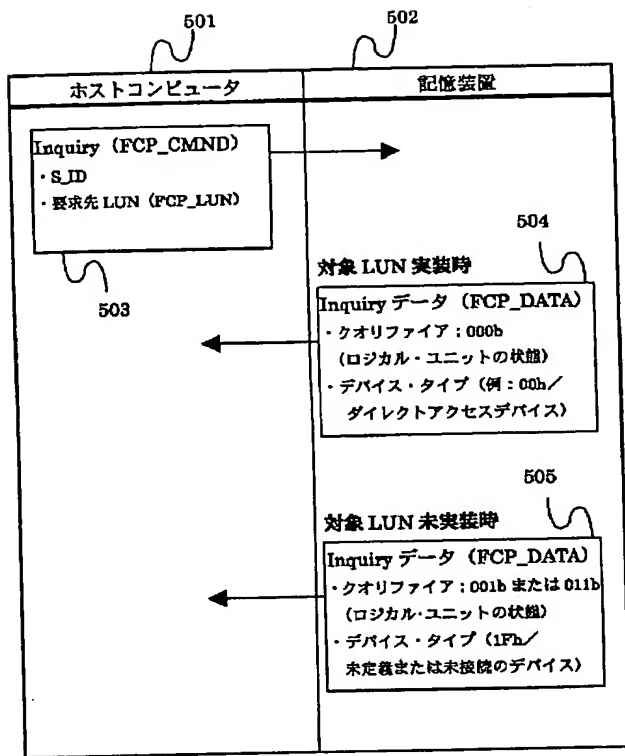 501
502
ホストコンピュータ
記憶装置
Inquiry (FCP_CMND)
・S_ID
・要求先 LUN (FCP_LUN)
503
504
対象 LUN 実装時
Inquiry データ (FCP_DATA)
・クオリファイア:000b
(ロジカル・ユニットの状態)
・デバイス・タイプ (例:00h/
ダイレクトアクセスデバイス)
505
対象 LUN 未実装時
Inquiry データ (FCP_DATA)
・クオリファイア:001b または 011b
(ロジカル・ユニットの状態)
・デバイス・タイプ (1Fh/
未定義または未接続のデバイス)